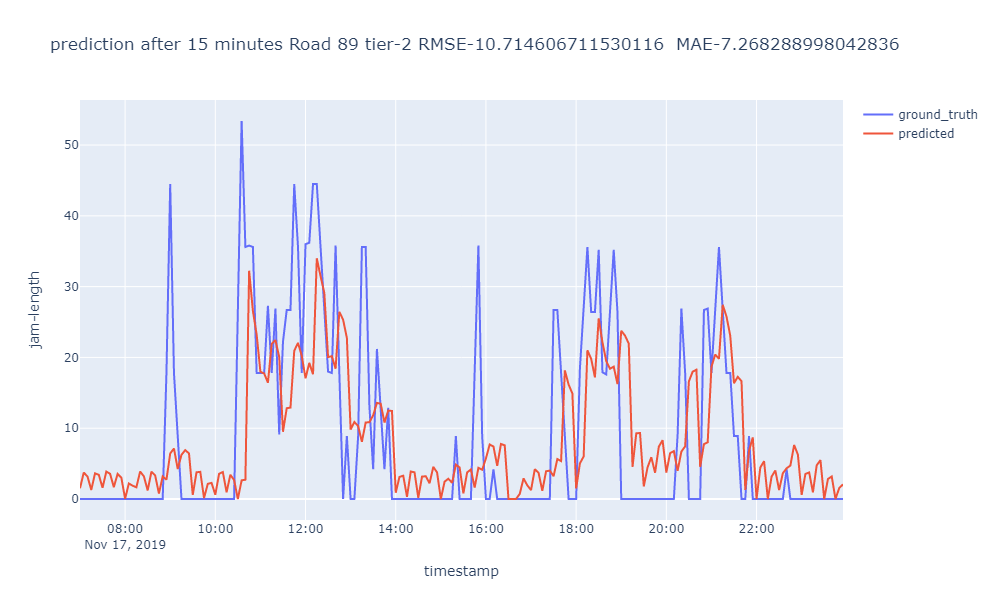 prediction after 15 minutes Road 89 tier-2 RMSE-10.714606711530116  MAE-7.268288998042836
ground_truth
predicted
50
40
30
20
10
0
jam-length
08:00 10:00 12:00 14:00 16:00 18:00 20:00 22:00
Nov 17, 2019
timestamp